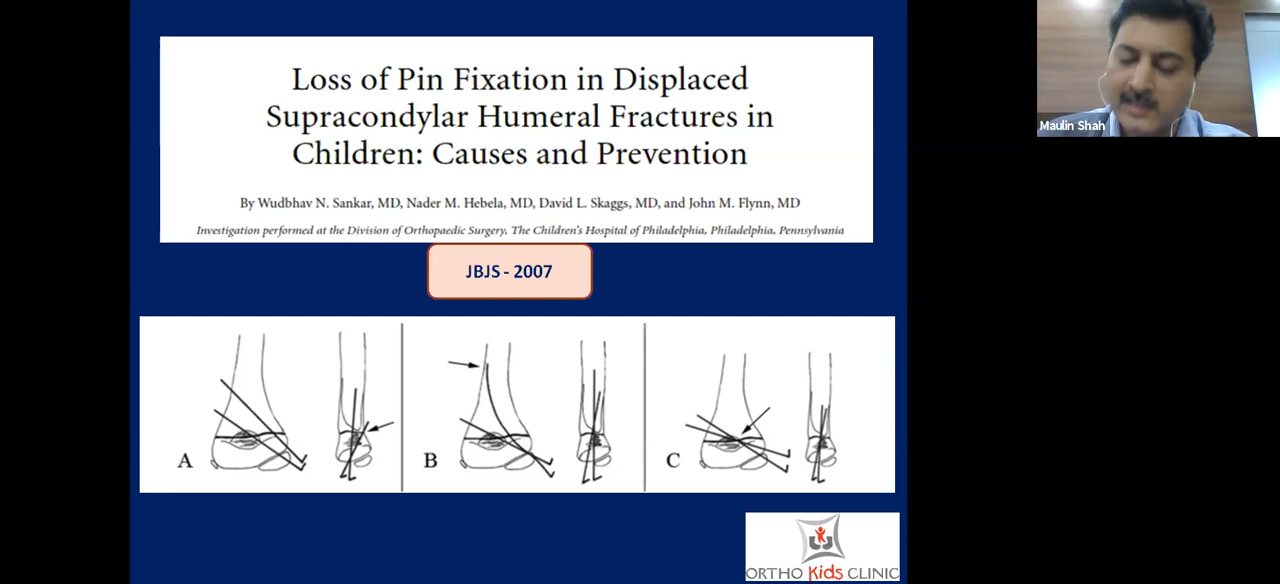 Loss of Pin Fixation in Displaced
Supracondylar Humeral Fractures in
Children: Causes and Prevention
By Wudbhav N. Sankar, MD, Nader M. Hebela, MD, David L. Skaggs, MD, and John M. Flynn, MD
Investigation performed at the Division of Orthopaedic Surgery, The Children's Hospital of Philadelphia, Philadelphia, Pennsylvania
JBJS - 2007
A
B
C
ORTHO Kids CLINIC
Maulin Shah